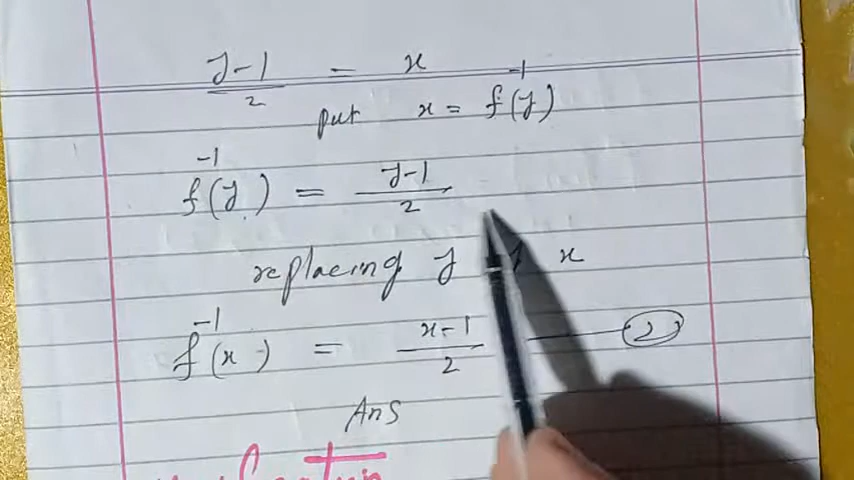 y-1/2 = x
put x = f⁻¹(y)
f⁻¹(y) = y-1/2
replacing y x
f⁻¹(x) = x-1/2 — 2
Ans